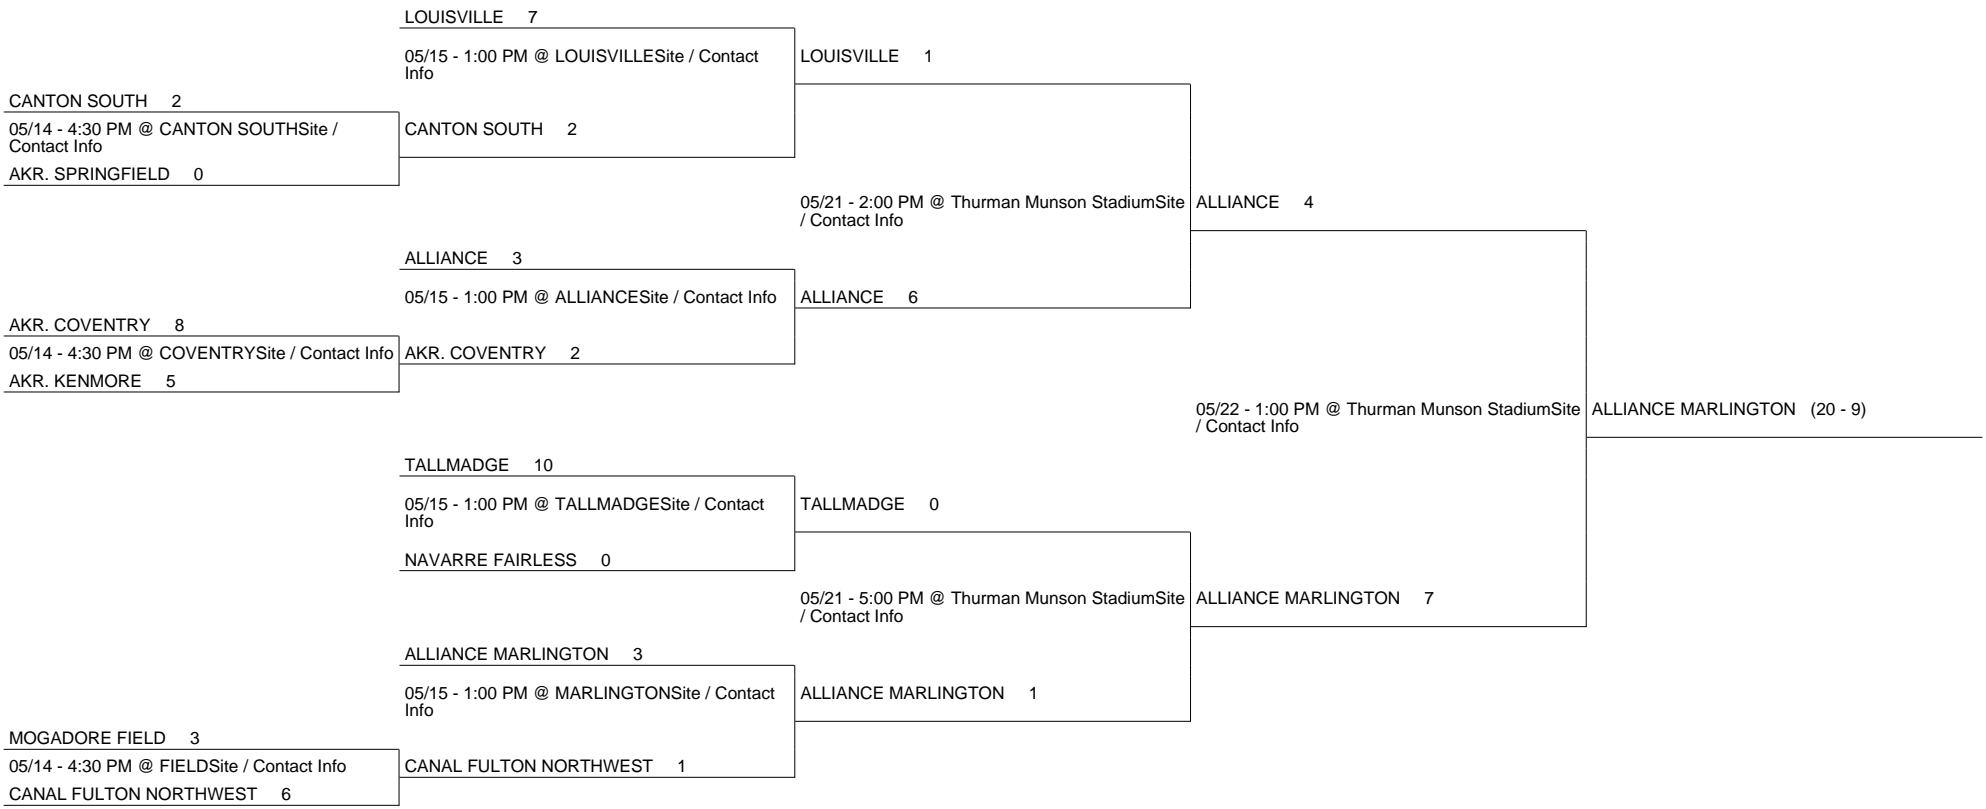 LOUISVILLE 7
05/15 - 1:00 PM @ LOUISVILLESite / Contact
Info
LOUISVILLE 1
CANTON SOUTH 2
05/14 - 4:30 PM @ CANTON SOUTHSite /
Contact Info
CANTON SOUTH 2
AKR. SPRINGFIELD 0
05/21 - 2:00 PM @ Thurman Munson StadiumSite
/ Contact Info
ALLIANCE 4
ALLIANCE 3
05/15 - 1:00 PM @ ALLIANCESite / Contact Info
ALLIANCE 6
AKR. COVENTRY 8
05/14 - 4:30 PM @ COVENTRYSite / Contact Info
AKR. COVENTRY 2
AKR. KENMORE 5
05/22 - 1:00 PM @ Thurman Munson StadiumSite
/ Contact Info
ALLIANCE MARLINGTON (20 - 9)
TALLMADGE 10
05/15 - 1:00 PM @ TALLMADGESite / Contact
Info
TALLMADGE 0
NAVARRE FAIRLESS 0
05/21 - 5:00 PM @ Thurman Munson StadiumSite
/ Contact Info
ALLIANCE MARLINGTON 7
ALLIANCE MARLINGTON 3
05/15 - 1:00 PM @ MARLINGTONSite / Contact
Info
ALLIANCE MARLINGTON 1
MOGADORE FIELD 3
05/14 - 4:30 PM @ FIELDSite / Contact Info
CANAL FULTON NORTHWEST 1
CANAL FULTON NORTHWEST 6